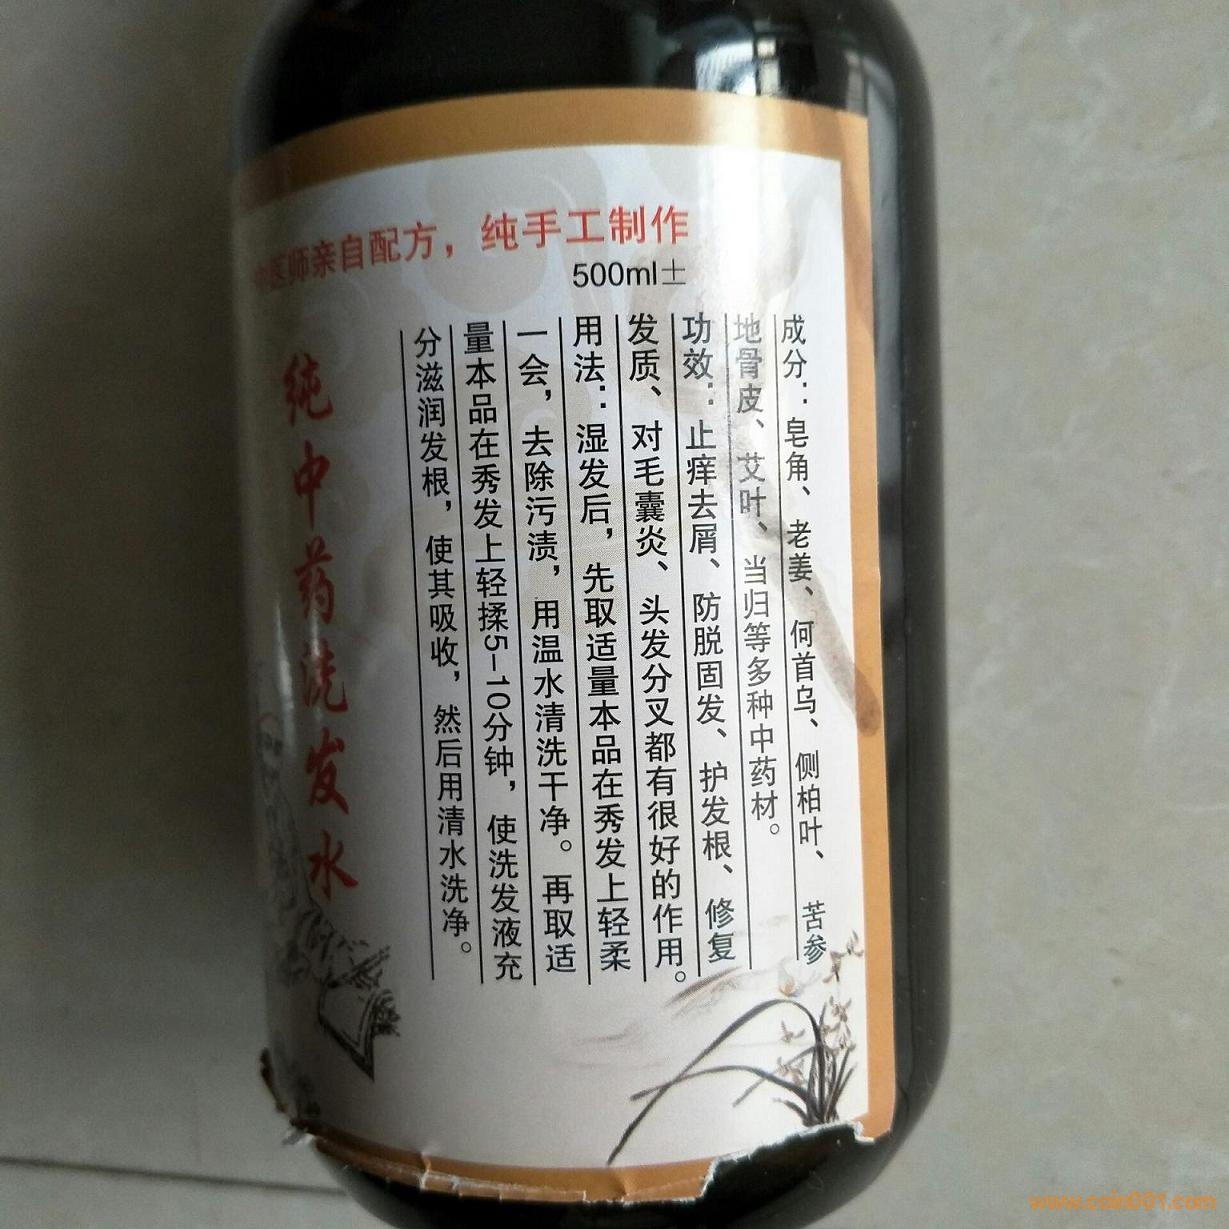 中医师亲自配方，纯手工制作
500ml±
成分：皂角、老姜、何首乌、侧柏叶、苦参
地骨皮、艾叶、当归等多种中药材。
功效：止痒去屑、防脱固发、护发根、修复
发质、对毛囊炎、头发分叉都有很好的作用。
用法：湿发后，先取适量本品在秀发上轻柔
一会，去除污渍，用温水清洗干净。再取适
量本品在秀发上轻揉5-10分钟，使洗发液充
分滋润发根，使其吸收，然后用清水洗净。
纯中药洗发水
www.coin001.com